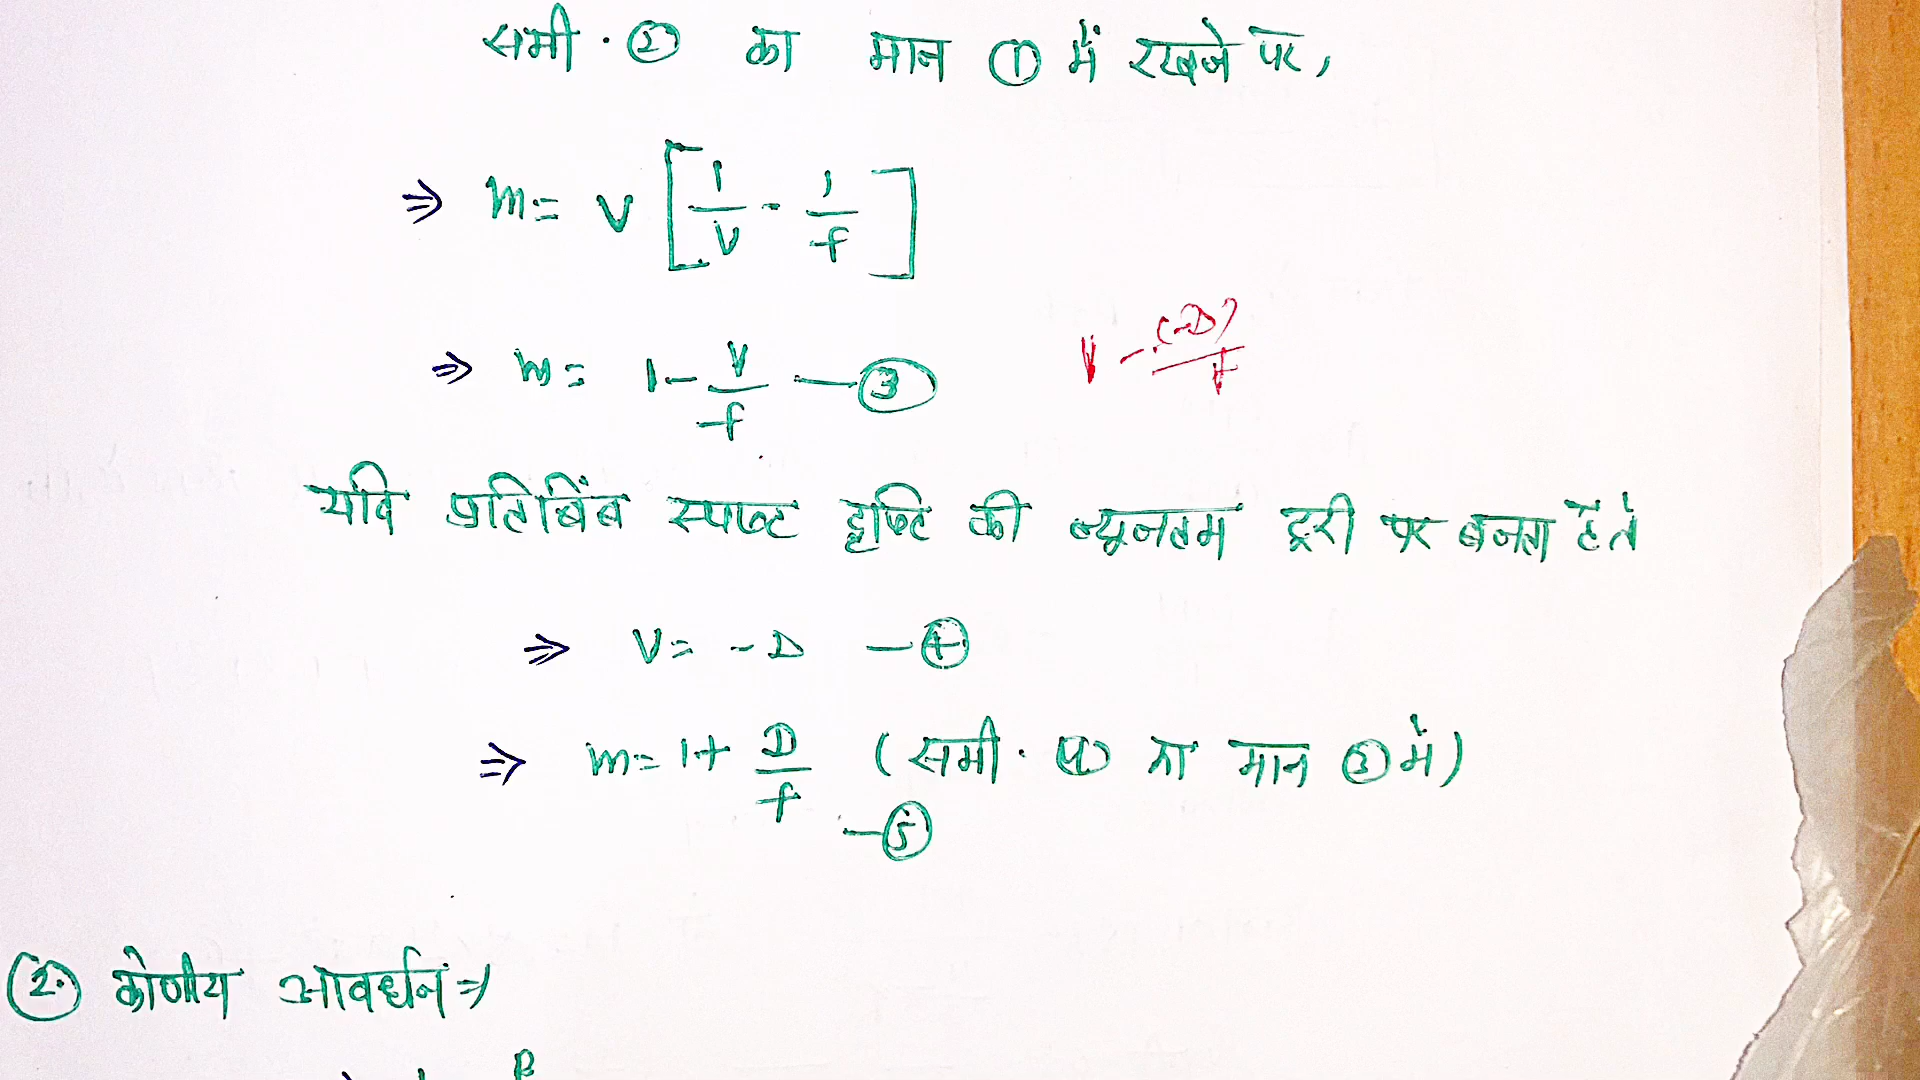 समी. ② का मान ① में रखने पर,
⇒ m = v [1/v - 1/f]
⇒ m = 1 - v/f — ③
(-D)
यदि प्रतिबिंब स्पष्ट दृष्टि की न्यूनतम दूरी पर बनता है तो
⇒ v = -D — ④
⇒ m = 1 + D/f (समी. ④ का मान ③ में)
— ⑤
②. कोणीय आवर्धन ⇒
β